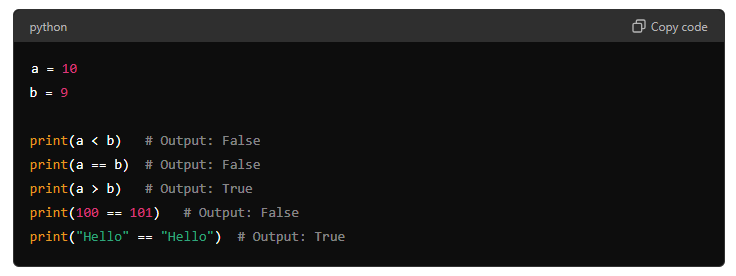 python Copy code
a = 10
b = 9
print(a < b)   # Output: False
print(a == b)  # Output: False
print(a > b)   # Output: True
print(100 == 101)   # Output: False
print("Hello" == "Hello")  # Output: True